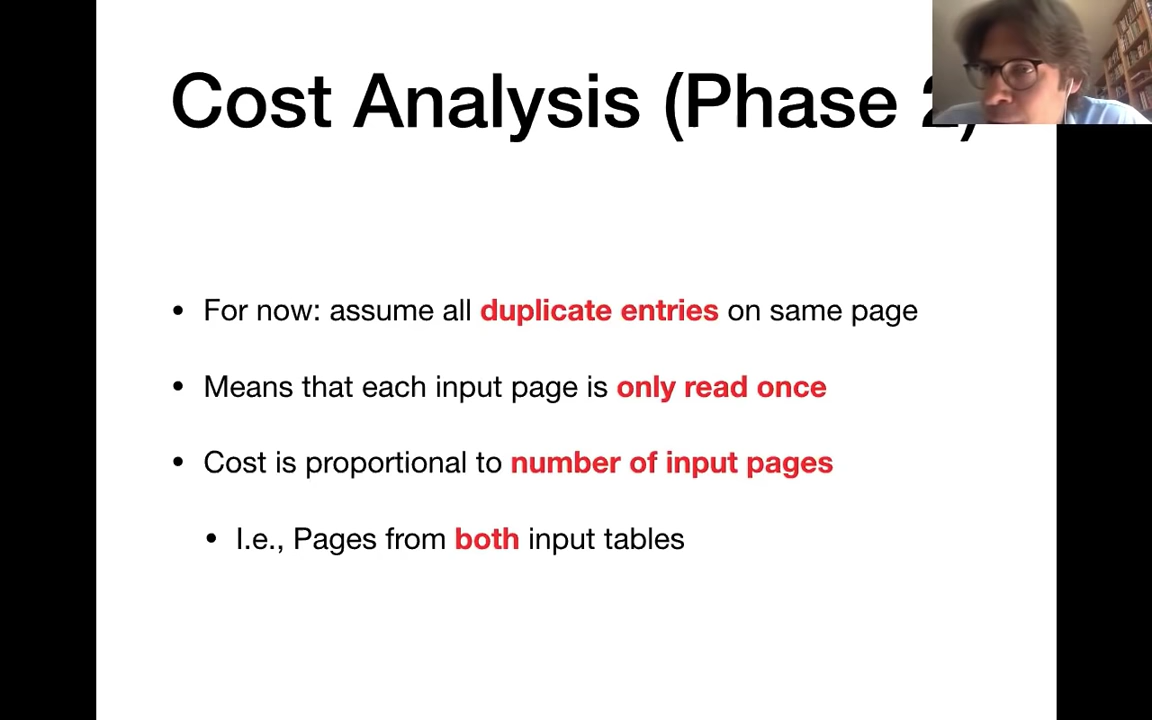 Cost Analysis (Phase 2)
• For now: assume all duplicate entries on same page
• Means that each input page is only read once
• Cost is proportional to number of input pages
• I.e., Pages from both input tables